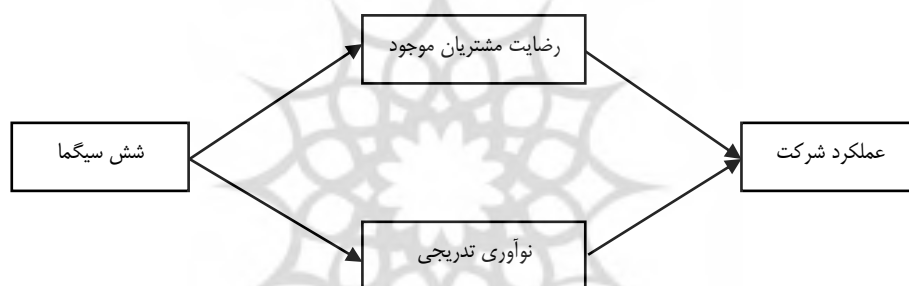 رضایت مشتریان موجود
شش سیگما
عملکرد شرکت
نوآوری تدریجی